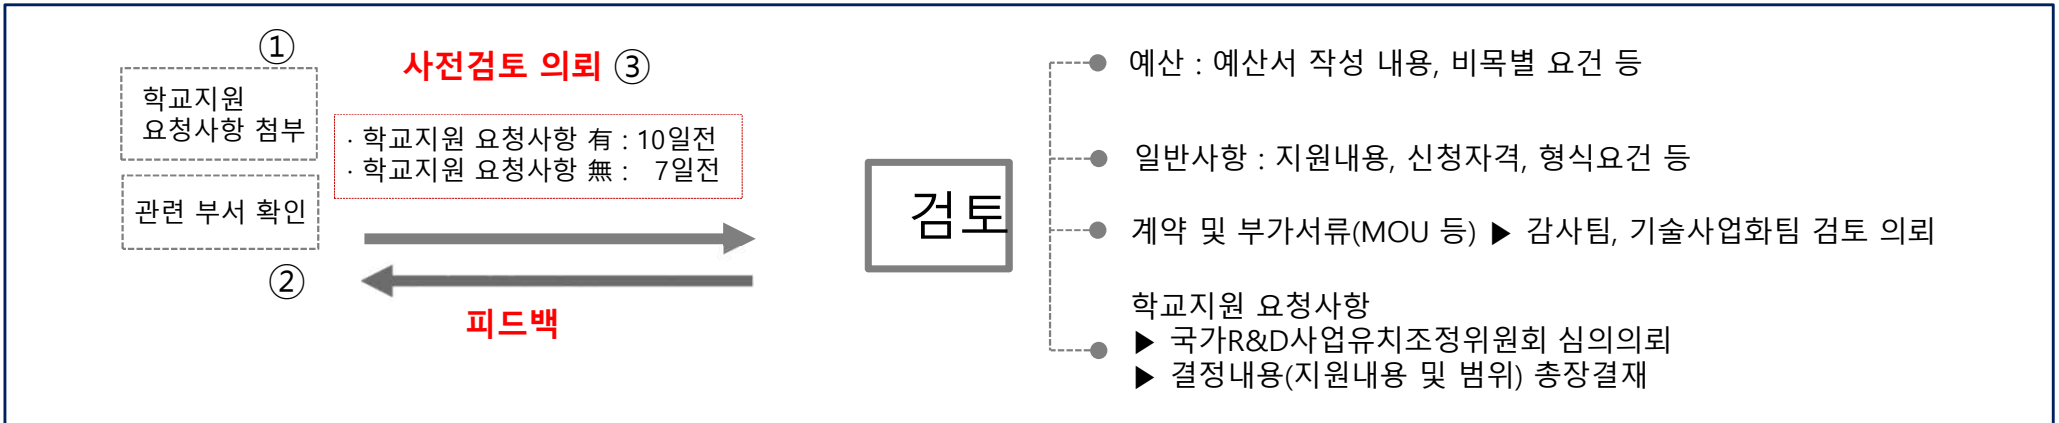 ①
학교지원
요청사항 첨부
관련 부서 확인
②
사전검토 의뢰 ③
· 학교지원 요청사항 有 : 10일전
· 학교지원 요청사항 無 : 7일전
피드백
검토
예산 : 예산서 작성 내용, 비목별 요건 등
일반사항 : 지원내용, 신청자격, 형식요건 등
계약 및 부가서류(MOU 등) ▶ 감사팀, 기술사업화팀 검토 의뢰
학교지원 요청사항
▶ 국가R&D사업유치조정위원회 심의의뢰
▶ 결정내용(지원내용 및 범위) 총장결재